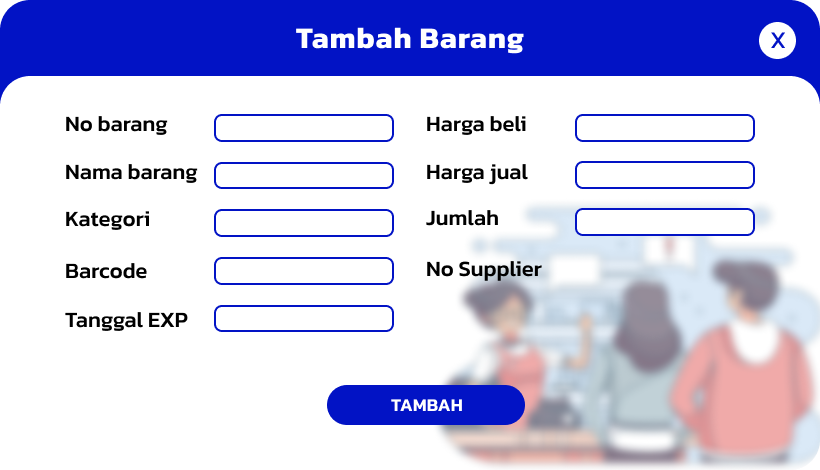 Tambah Barang
X
No barang
Harga beli
Nama barang
Harga jual
Kategori
Jumlah
Barcode
No Supplier
Tanggal EXP
TAMBAH